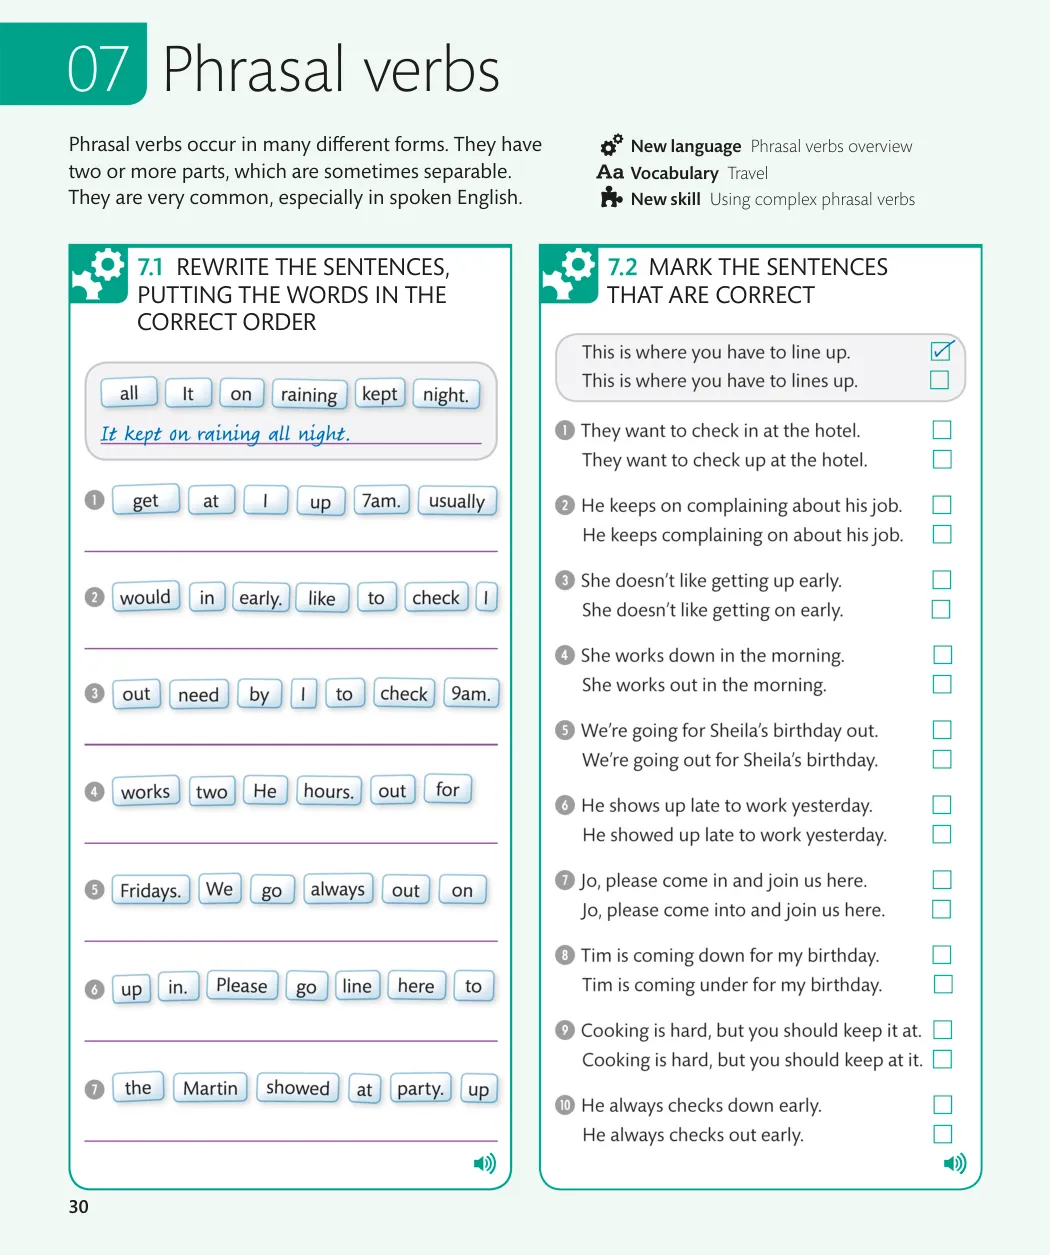 07 Phrasal verbs
Phrasal verbs occur in many different forms. They have
two or more parts, which are sometimes separable.
They are very common, especially in spoken English.
New language Phrasal verbs overview
Aa Vocabulary Travel
New skill Using complex phrasal verbs
7.1 REWRITE THE SENTENCES,
PUTTING THE WORDS IN THE
CORRECT ORDER
all It on raining kept night.
It kept on raining all night.
1 get at I up 7am. usually
2 would in early. like to check I
3 out need by I to check 9am.
4 works two He hours. out for
5 Fridays. We go always out on
6 up in. Please go line here to
7 the Martin showed at party. up
7.2 MARK THE SENTENCES
THAT ARE CORRECT
This is where you have to line up.
This is where you have to lines up.
1 They want to check in at the hotel.
They want to check up at the hotel.
2 He keeps on complaining about his job.
He keeps complaining on about his job.
3 She doesn’t like getting up early.
She doesn’t like getting on early.
4 She works down in the morning.
She works out in the morning.
5 We’re going for Sheila’s birthday out.
We’re going out for Sheila’s birthday.
6 He shows up late to work yesterday.
He showed up late to work yesterday.
7 Jo, please come in and join us here.
Jo, please come into and join us here.
8 Tim is coming down for my birthday.
Tim is coming under for my birthday.
9 Cooking is hard, but you should keep it at.
Cooking is hard, but you should keep at it.
10 He always checks down early.
He always checks out early.
30